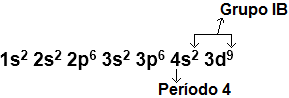 Grupo IB
1s² 2s² 2p⁶ 3s² 3p⁶ 4s² 3d⁹
Período 4